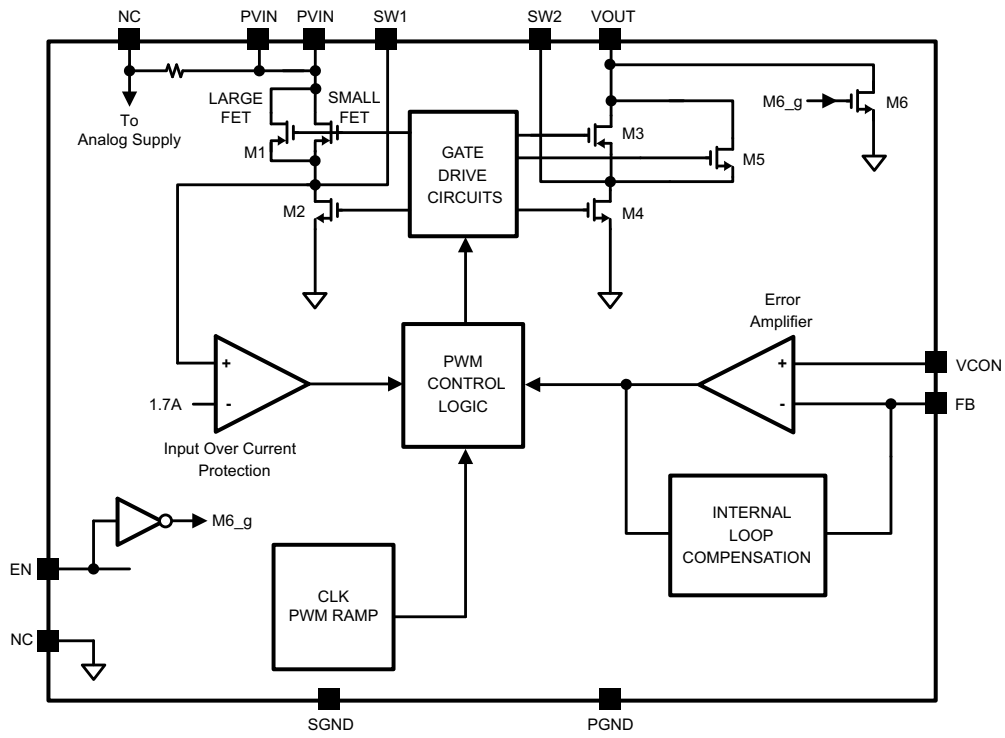 NC
PVIN
PVIN
SW1
SW2
VOUT
LARGE
FET
SMALL
FET
To
Analog Supply
M1
M2
GATE
DRIVE
CIRCUITS
M3
M4
M5
M6_g
M6
Error
Amplifier
+
-
1.7A
Input Over Current
Protection
PWM
CONTROL
LOGIC
+
-
VCON
FB
M6_g
EN
NC
CLK
PWM RAMP
INTERNAL
LOOP
COMPENSATION
SGND
PGND